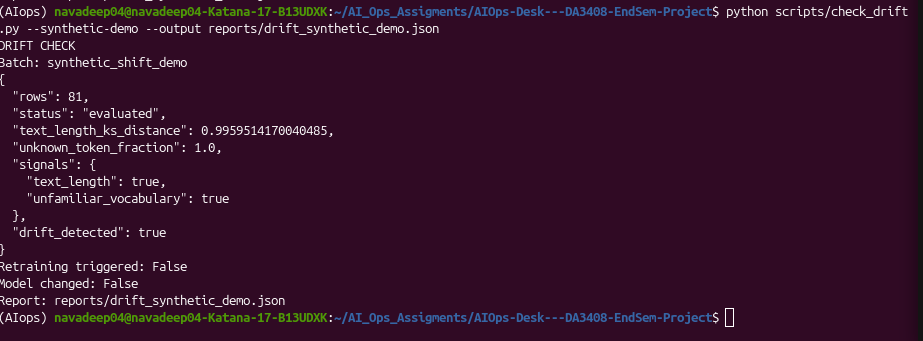 (AIops) navadeep04@navadeep04-Katana-17-B13UDXK:~/AI_Ops_Assigments/AIOps-Desk---DA3408-EndSem-Project$ python scripts/check_drift
.py --synthetic-demo --output reports/drift_synthetic_demo.json
DRIFT CHECK
Batch: synthetic_shift_demo
{
  "rows": 81,
  "status": "evaluated",
  "text_length_ks_distance": 0.9959514170040485,
  "unknown_token_fraction": 1.0,
  "signals": {
    "text_length": true,
    "unfamiliar_vocabulary": true
  },
  "drift_detected": true
}
Retraining triggered: False
Model changed: False
Report: reports/drift_synthetic_demo.json
(AIops) navadeep04@navadeep04-Katana-17-B13UDXK:~/AI_Ops_Assigments/AIOps-Desk---DA3408-EndSem-Project$